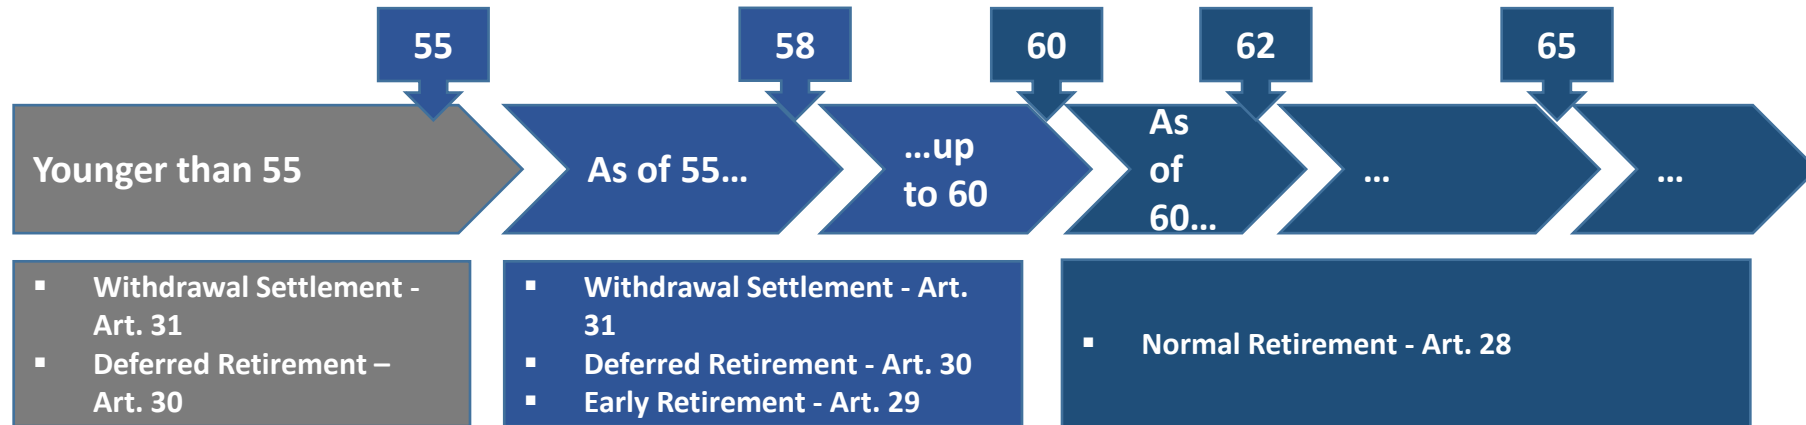 55
58
60
62
65
Younger than 55
As of 55...
...up
to 60
As
of
60...
...
...
▪ Withdrawal Settlement -
Art. 31
▪ Deferred Retirement –
Art. 30
▪ Withdrawal Settlement - Art.
31
▪ Deferred Retirement - Art. 30
▪ Early Retirement - Art. 29
▪ Normal Retirement - Art. 28